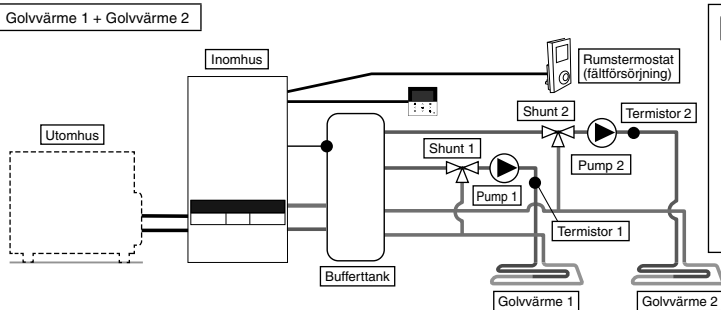 Golvvärme 1 + Golvvärme 2
Inomhus
Rumstermostat
(fältförsörjning)
Utomhus
Shunt 2
Termistor 2
Shunt 1
Pump 2
Pump 1
Termistor 1
Bufferttank
Golvvärme 1
Golvvärme 2